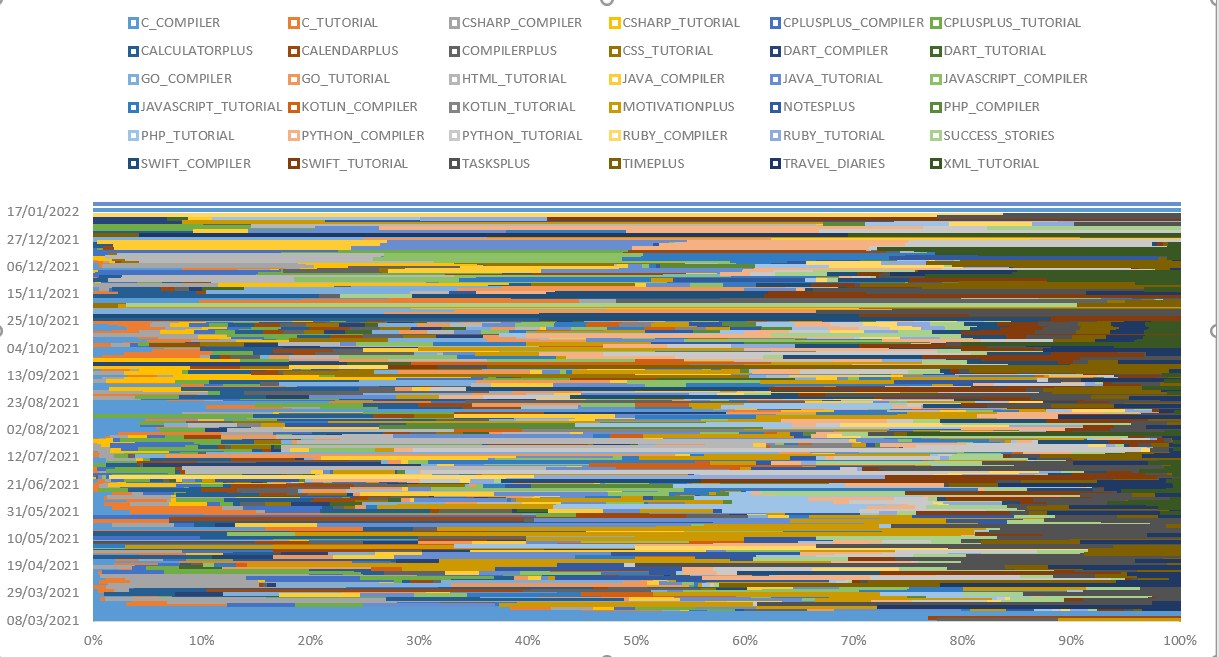 C_COMPILER C_TUTORIAL CSHARP_COMPILER CSHARP_TUTORIAL CPLUSPLUS_COMPILER CPLUSPLUS_TUTORIAL
CALCULATORPLUS CALENDARPLUS COMPILERPLUS CSS_TUTORIAL DART_COMPILER DART_TUTORIAL
GO_COMPILER GO_TUTORIAL HTML_TUTORIAL JAVA_COMPILER JAVA_TUTORIAL JAVASCRIPT_COMPILER
JAVASCRIPT_TUTORIAL KOTLIN_COMPILER KOTLIN_TUTORIAL MOTIVATIONPLUS NOTESPLUS PHP_COMPILER
PHP_TUTORIAL PYTHON_COMPILER PYTHON_TUTORIAL RUBY_COMPILER RUBY_TUTORIAL SUCCESS_STORIES
SWIFT_COMPILER SWIFT_TUTORIAL TASKSPLUS TIMEPLUS TRAVEL_DIARIES XML_TUTORIAL
17/01/2022
27/12/2021
06/12/2021
15/11/2021
25/10/2021
04/10/2021
13/09/2021
23/08/2021
02/08/2021
12/07/2021
21/06/2021
31/05/2021
10/05/2021
19/04/2021
29/03/2021
08/03/2021
0% 10% 20% 30% 40% 50% 60% 70% 80% 90% 100%